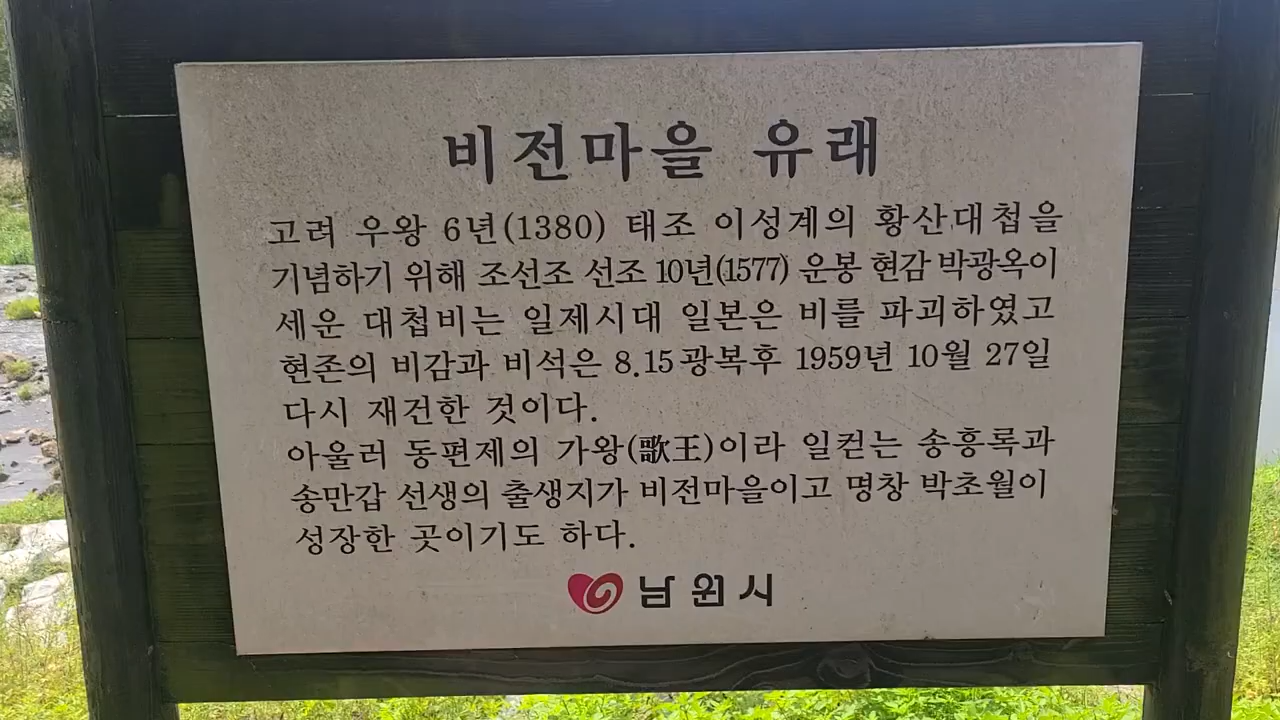 비전마을 유래
고려 우왕 6년(1380) 태조 이성계의 황산대첩을
기념하기 위해 조선조 선조 10년(1577) 운봉 현감 박광옥이
세운 대첩비는 일제시대 일본은 비를 파괴하였고
현존의 비감과 비석은 8.15광복후 1959년 10월 27일
다시 재건한 것이다.
아울러 동편제의 가왕(歌王)이라 일컫는 송흥록과
송만갑 선생의 출생지가 비전마을이고 명창 박초월이
성장한 곳이기도 하다.
남원시